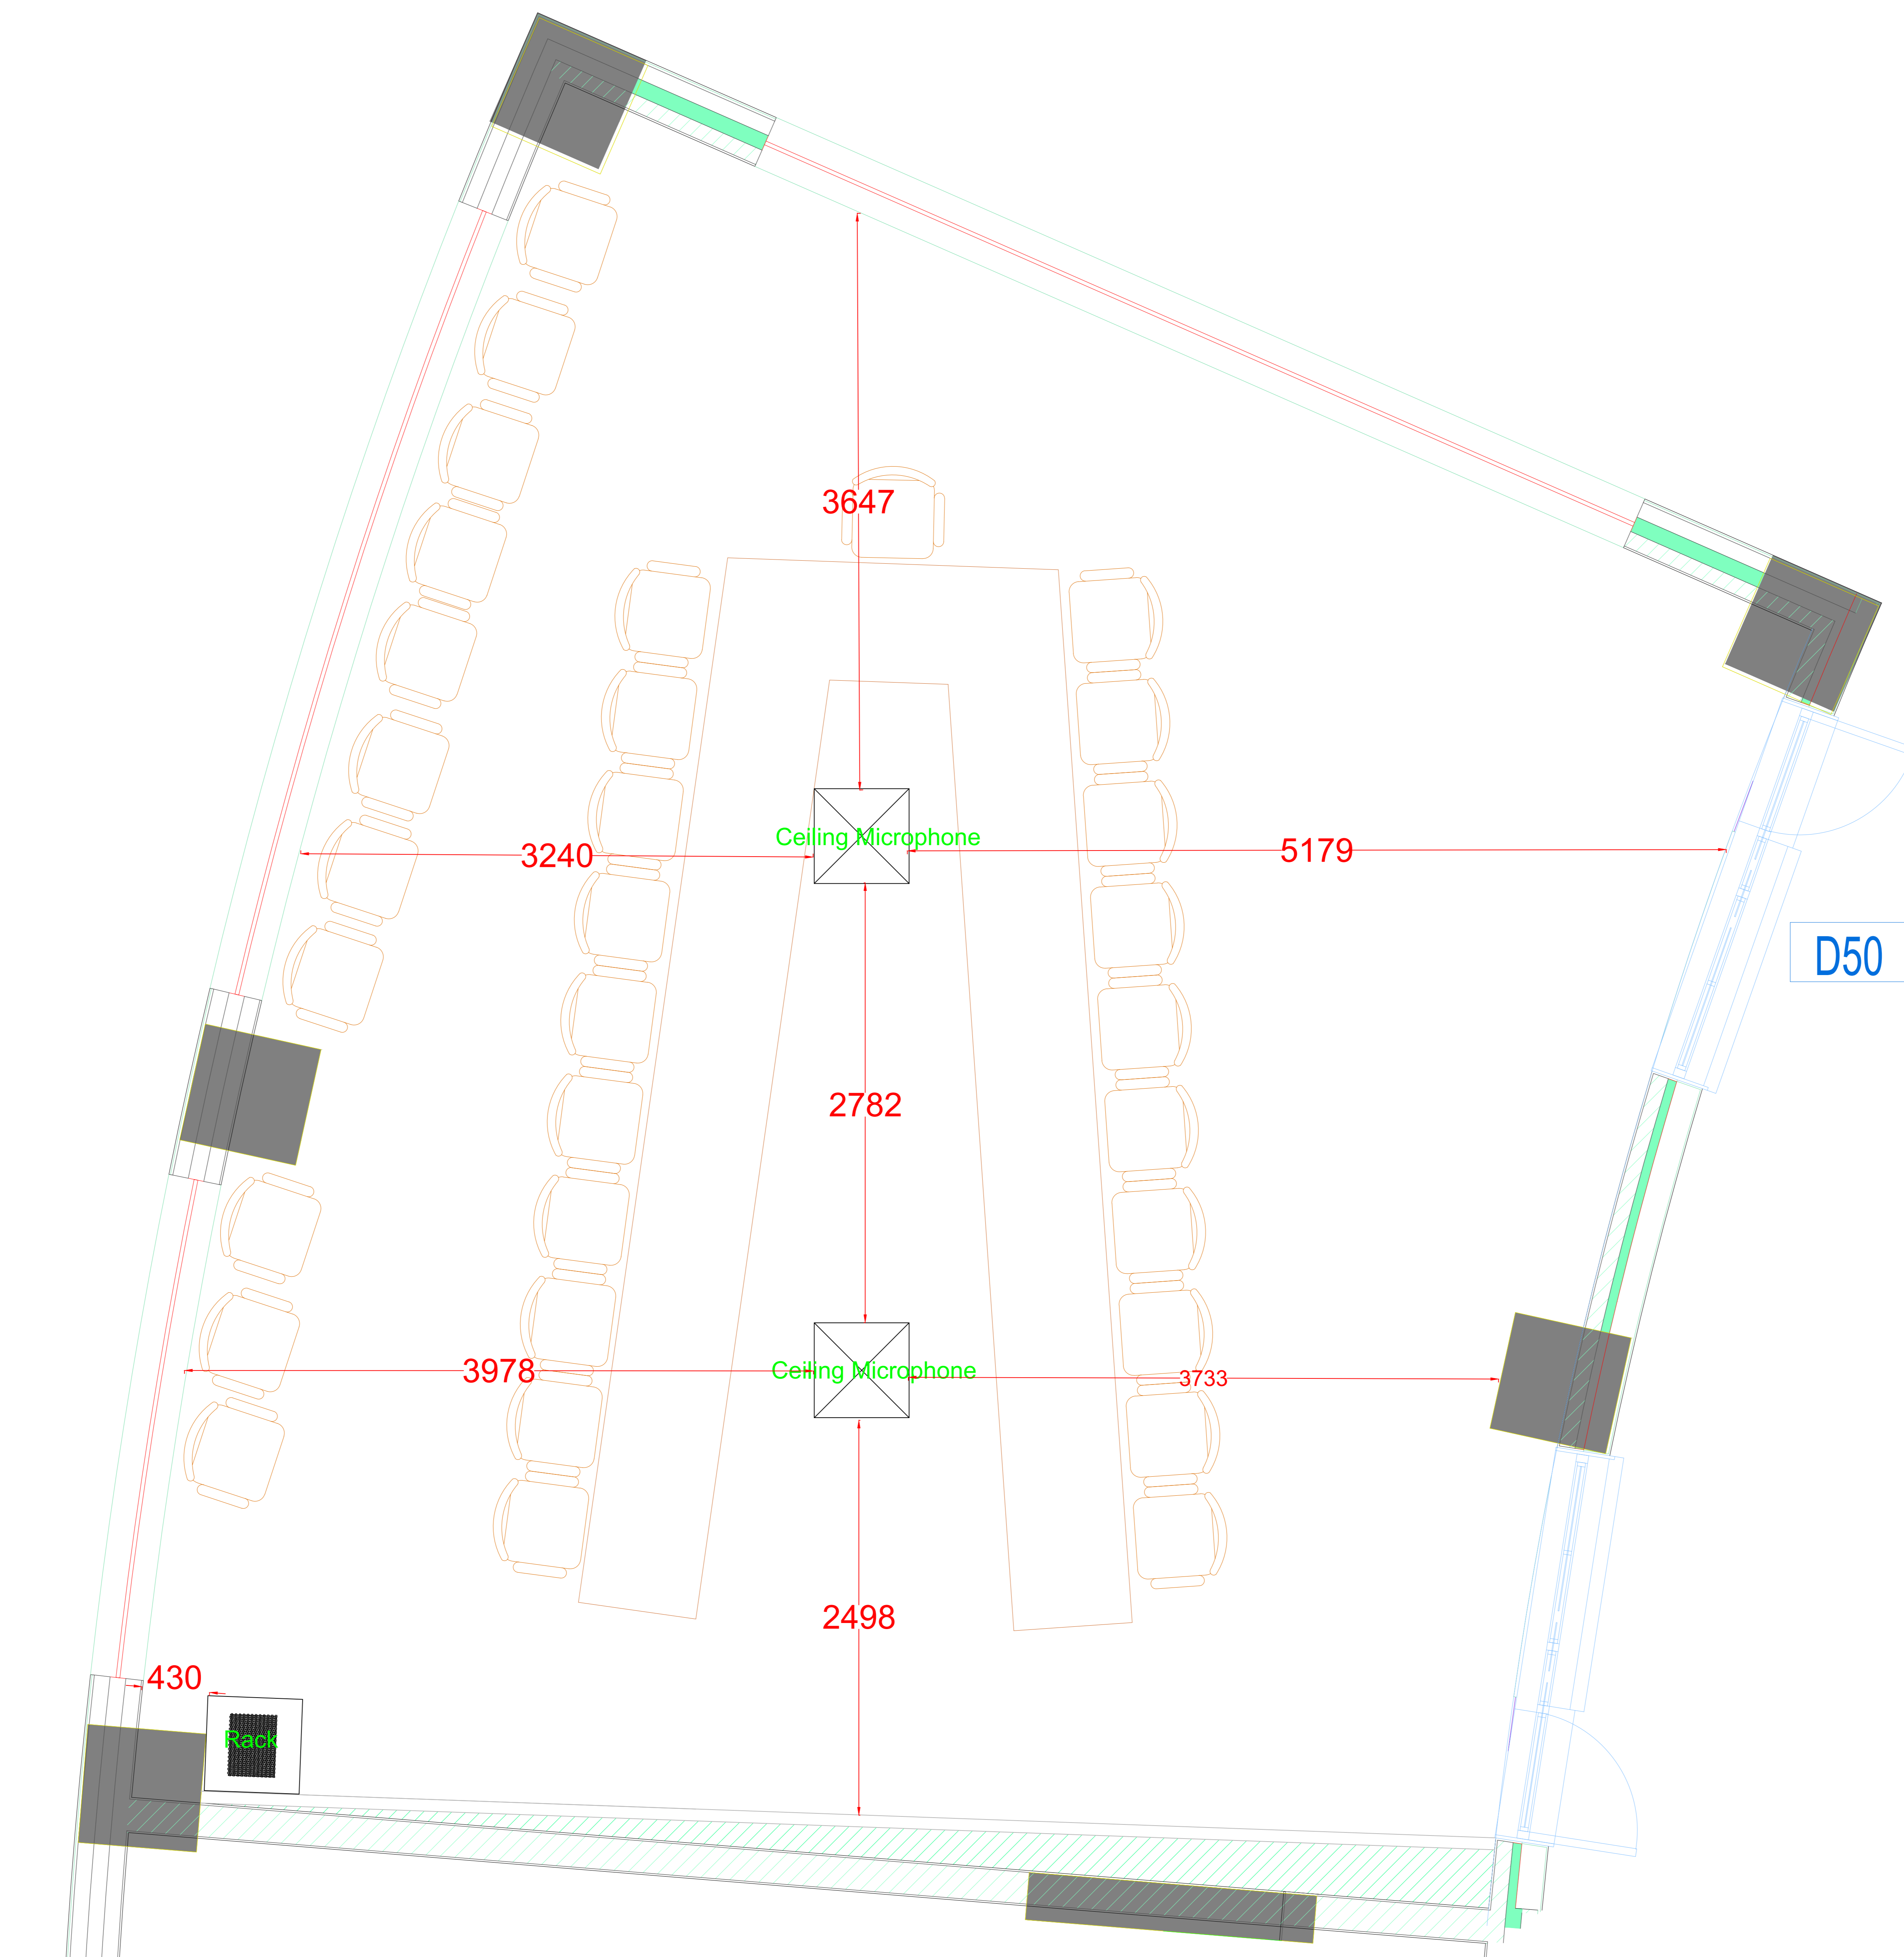 3647
Ceiling Microphone
3240
5179
D50
2782
Ceiling Microphone
3978
3733
2498
430
Rack